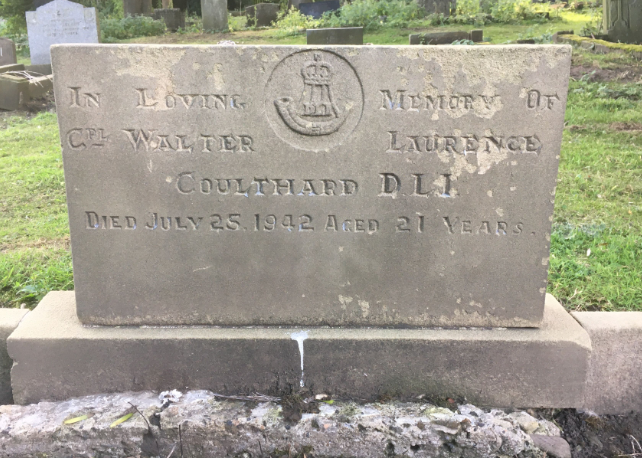 In Loving Memory Of
Cpl Walter Laurence
Coulthard D.L.I
Died July 25. 1942 Aged 21 Years.